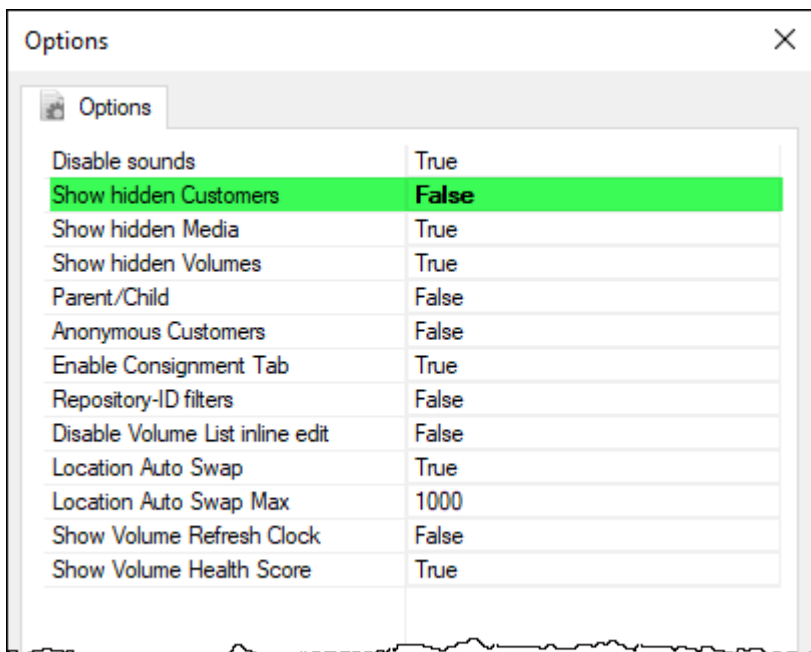 Options
Options
Disable sounds True
Show hidden Customers False
Show hidden Media True
Show hidden Volumes True
Parent/Child False
Anonymous Customers False
Enable Consignment Tab True
Repository-ID filters False
Disable Volume List inline edit False
Location Auto Swap True
Location Auto Swap Max 1000
Show Volume Refresh Clock False
Show Volume Health Score True